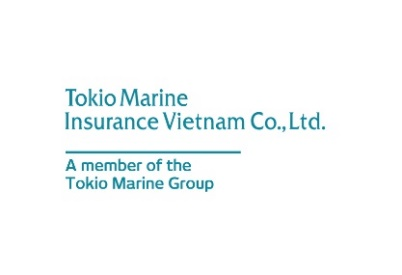 Tokio Marine
Insurance Vietnam Co., Ltd.
A member of the
Tokio Marine Group